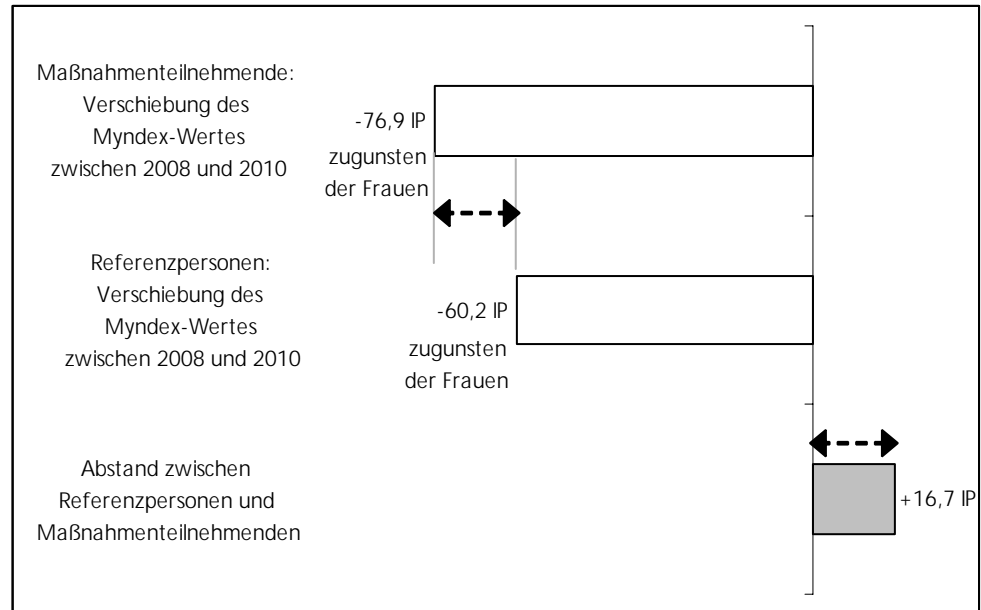 Maßnahmenteilnehmende:
Verschiebung des
Myndex-Wertes
zwischen 2008 und 2010
-76,9 IP
zugunsten
der Frauen
Referenzpersonen:
Verschiebung des
Myndex-Wertes
zwischen 2008 und 2010
-60,2 IP
zugunsten
der Frauen
Abstand zwischen
Referenzpersonen und
Maßnahmenteilnehmenden
+16,7 IP